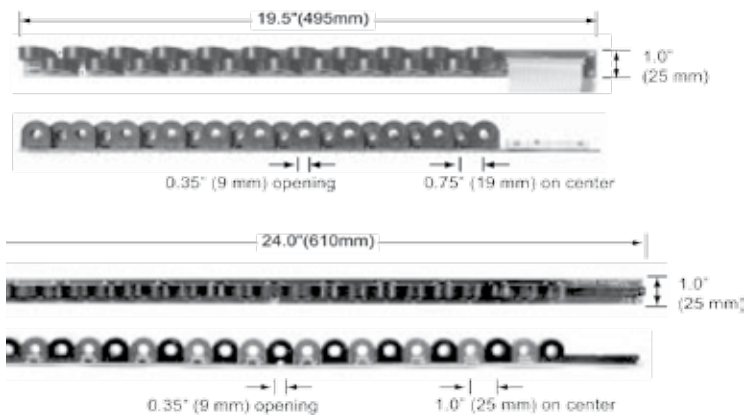 19.5"(495mm)
1.0"
(25 mm)
0.35" (9 mm) opening
0.75" (19 mm) on center
24.0"(610mm)
1.0"
(25 mm)
0.35" (9 mm) opening
1.0" (25 mm) on center